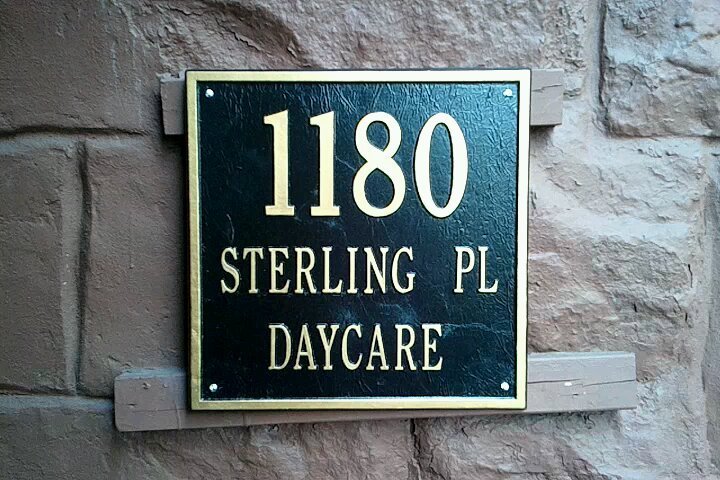 1180
STERLING PL
DAYCARE